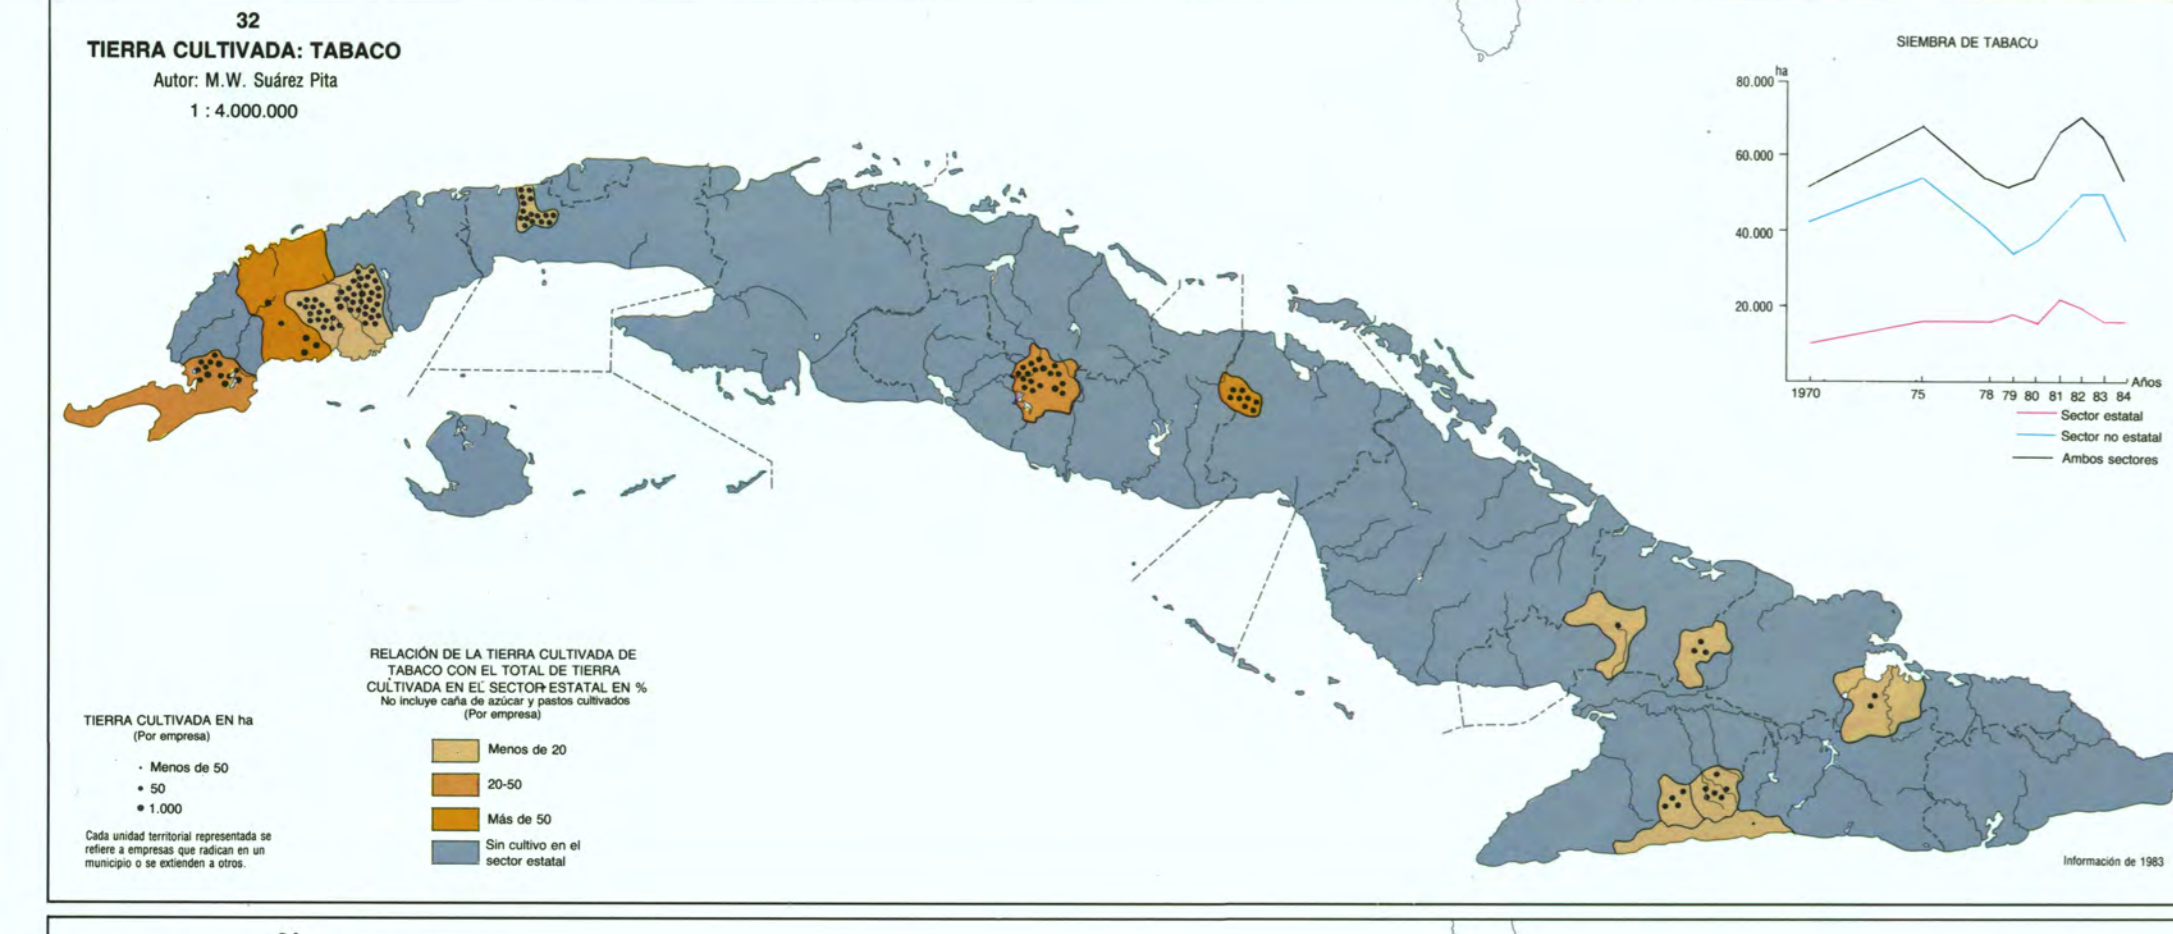 32
TIERRA CULTIVADA: TABACO
Autor: M.W. Suárez Pita
1 : 4.000.000
SIEMBRA DE TABACO
ha
80.000
60.000
40.000
20.000
1970 75 78 79 80 81 82 83 84
Años
Sector estatal
Sector no estatal
Ambos sectores
RELACIÓN DE LA TIERRA CULTIVADA DE
TABACO CON EL TOTAL DE TIERRA
CULTIVADA EN EL SECTOR ESTATAL EN %
No incluye caña de azúcar y pastos cultivados
(Por empresa)
Menos de 20
20-50
Más de 50
Sin cultivo en el
sector estatal
TIERRA CULTIVADA EN ha
(Por empresa)
Menos de 50
50
1.000
Cada unidad territorial representada se
refiere a empresas que radican en un
municipio o se extienden a otros.
Información de 1983